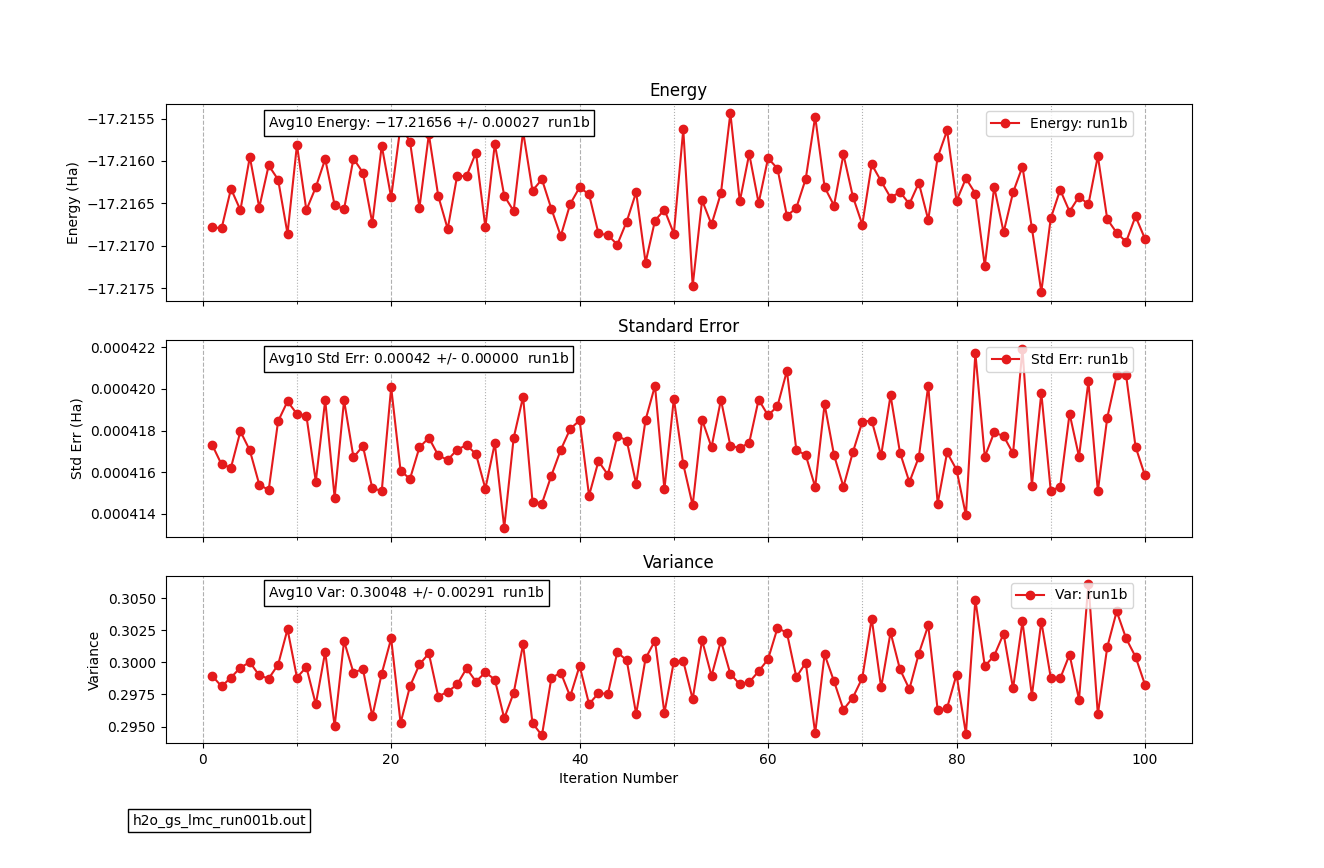 Energy
Avg10 Energy: −17.21656 +/- 0.00027 run1b
Energy: run1b
Energy (Ha)
−17.2155
−17.2160
−17.2165
−17.2170
−17.2175
Standard Error
Avg10 Std Err: 0.00042 +/- 0.00000 run1b
Std Err: run1b
Std Err (Ha)
0.000422
0.000420
0.000418
0.000416
0.000414
Variance
Avg10 Var: 0.30048 +/- 0.00291 run1b
Var: run1b
Variance
0.3050
0.3025
0.3000
0.2975
0.2950
0 20 40 60 80 100
Iteration Number
h2o_gs_lmc_run001b.out